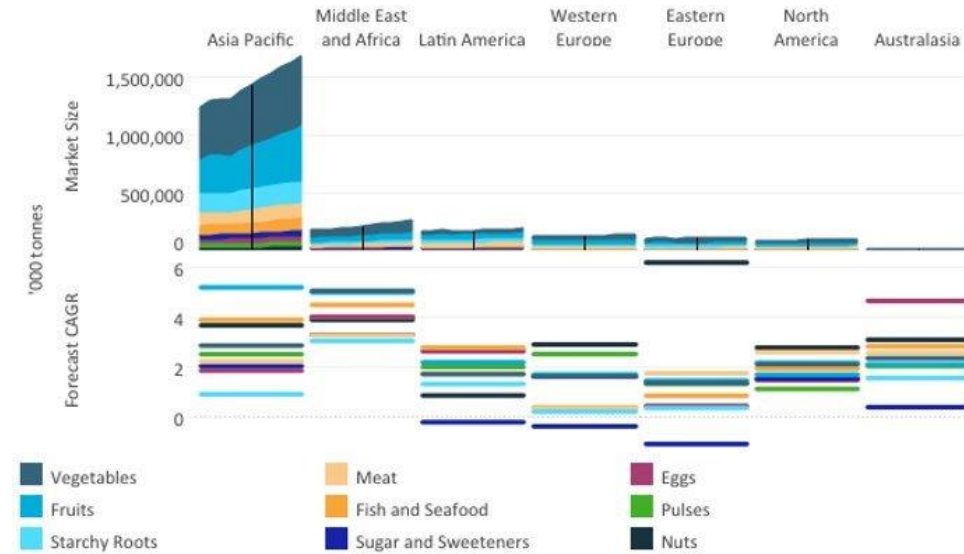 Asia Pacific
Middle East
and Africa
Latin America
Western
Europe
Eastern
Europe
North
America
Australasia
'000 tonnes
Market Size
1,500,000
1,000,000
500,000
0
Forecast CAGR
6
4
2
0
Vegetables
Meat
Eggs
Fruits
Fish and Seafood
Pulses
Starchy Roots
Sugar and Sweeteners
Nuts